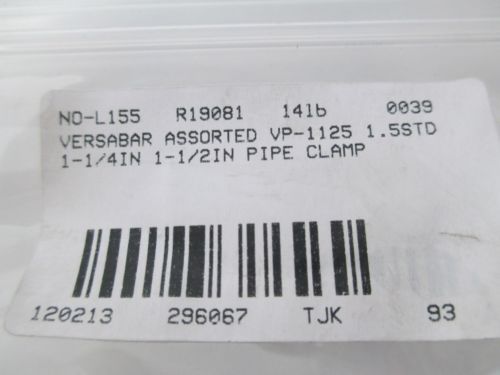 NO-L155 R19081 14lb 0039
VERSABAR ASSORTED VP-1125 1.5STD
1-1/4IN 1-1/2IN PIPE CLAMP
120213 296067 TJK 93